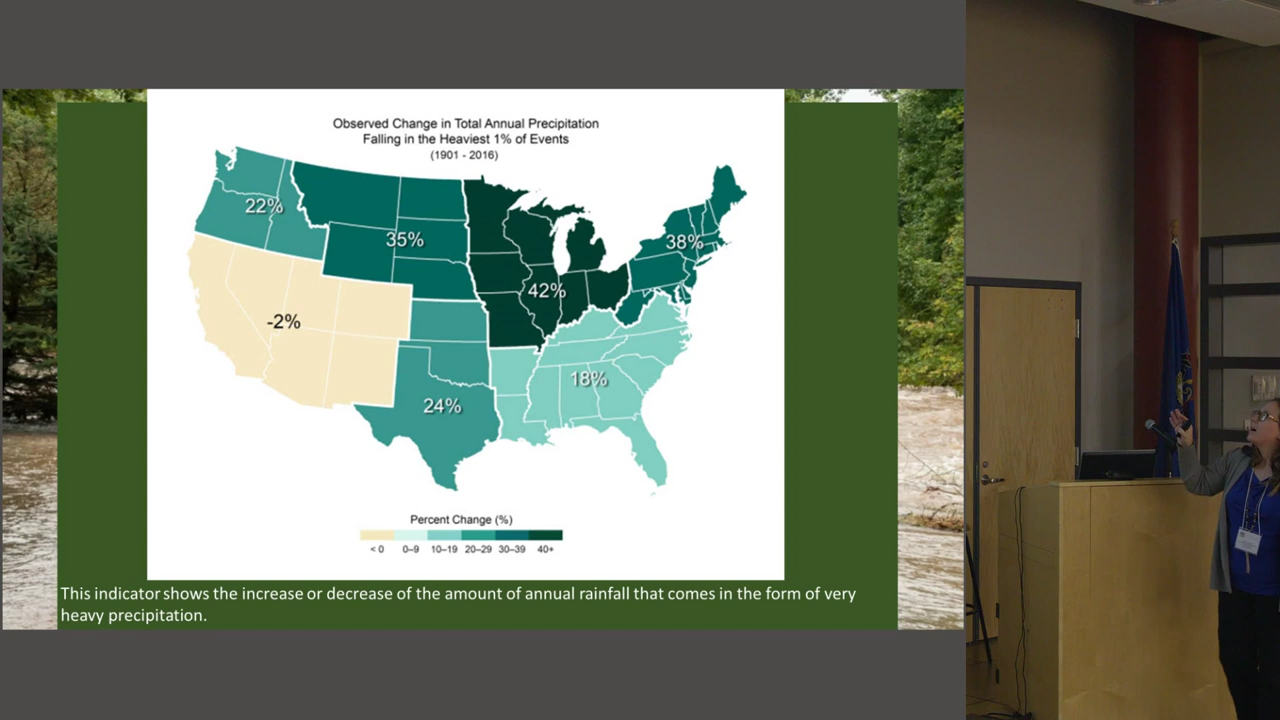 Observed Change in Total Annual Precipitation
Falling in the Heaviest 1% of Events
(1901 - 2016)
22%
35%
38%
42%
-2%
18%
24%
Percent Change (%)
< 0 0–9 10–19 20–29 30–39 40+
This indicator shows the increase or decrease of the amount of annual rainfall that comes in the form of very
heavy precipitation.